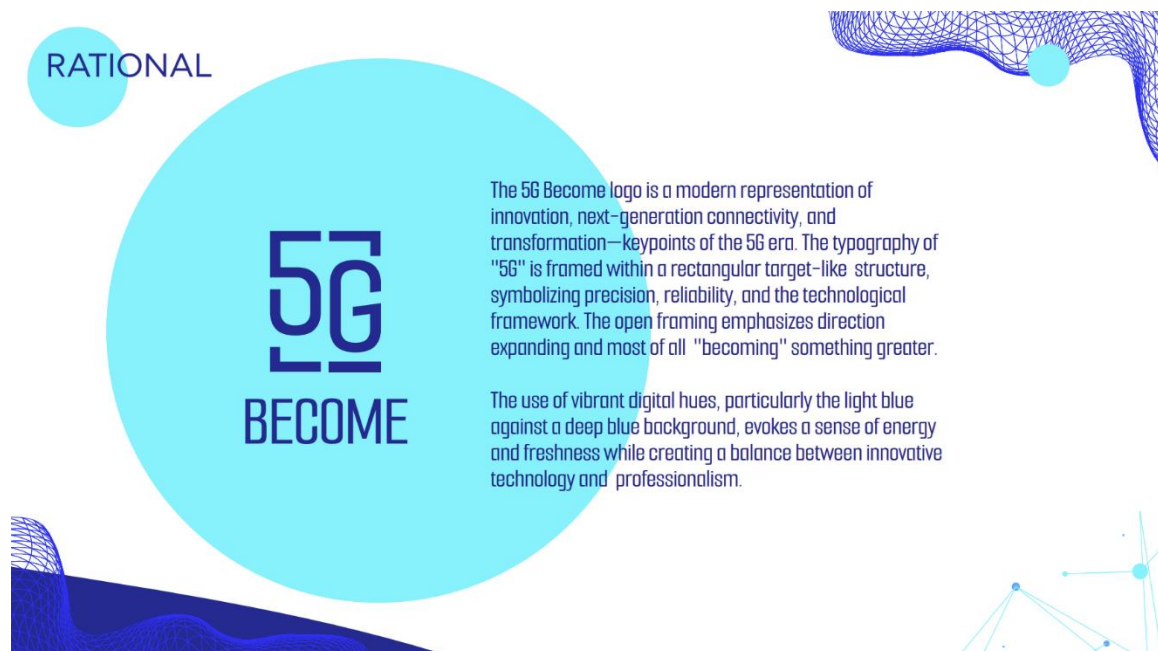 RATIONAL
5G
BECOME
The 5G Become logo is a modern representation of
innovation, next-generation connectivity, and
transformation—keypoints of the 5G era. The typography of
"5G" is framed within a rectangular target-like structure,
symbolizing precision, reliability, and the technological
framework. The open framing emphasizes direction
expanding and most of all "becoming" something greater.
The use of vibrant digital hues, particularly the light blue
against a deep blue background, evokes a sense of energy
and freshness while creating a balance between innovative
technology and professionalism.